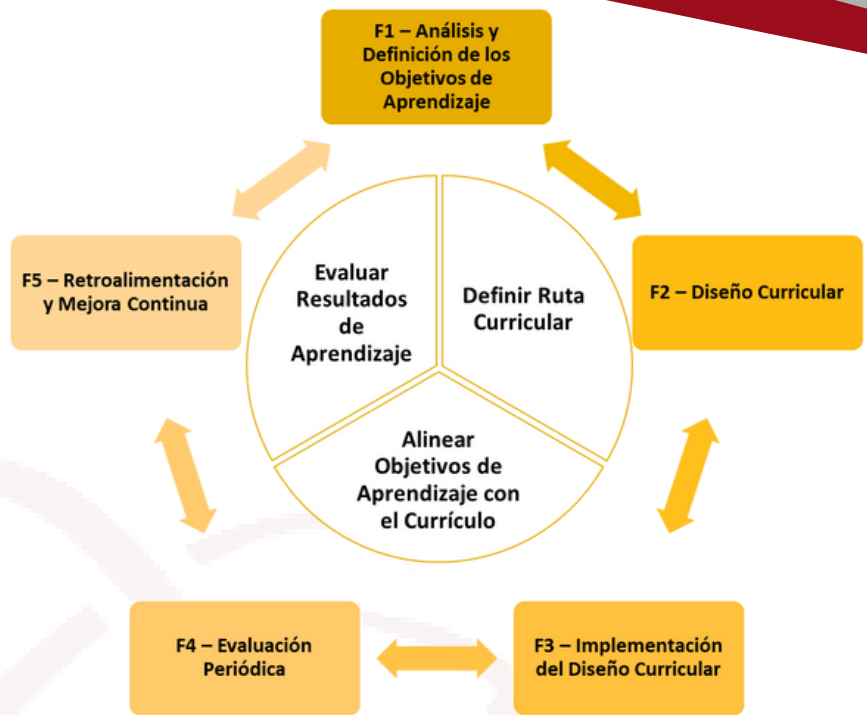 F1 – Análisis y
Definición de los
Objetivos de
Aprendizaje
F5 – Retroalimentación
y Mejora Continua
Evaluar
Resultados
de
Aprendizaje
Definir Ruta
Curricular
F2 – Diseño Curricular
Alinear
Objetivos de
Aprendizaje con
el Currículo
F4 – Evaluación
Periódica
F3 – Implementación
del Diseño Curricular